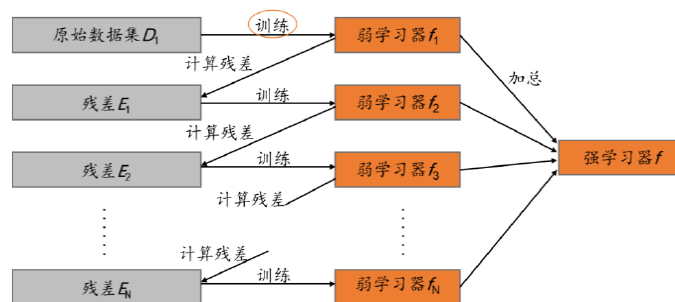 原始数据集D1
训练
弱学习器f1
计算残差
加总
残差E1
训练
弱学习器f2
计算残差
强学习器f
残差E2
训练
弱学习器f3
计算残差
计算残差
残差EN
训练
弱学习器fN